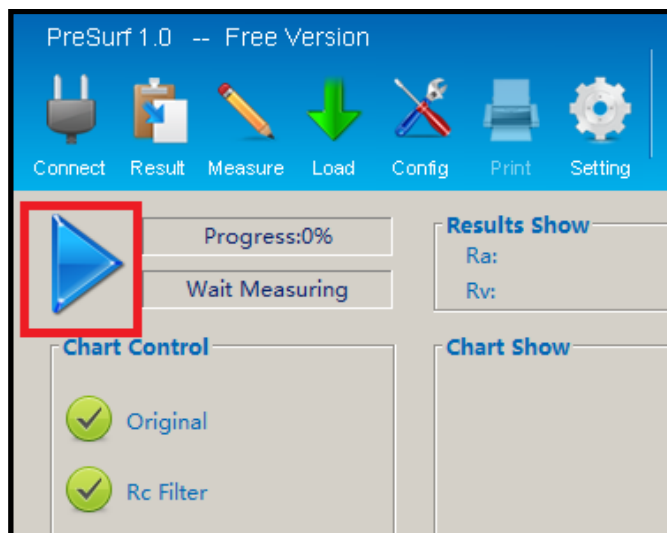 PreSurf 1.0 -- Free Version
Connect Result Measure Load Config Print Setting
Progress:0%
Wait Measuring
Results Show
Ra:
Rv:
Chart Control
Original
Rc Filter
Chart Show